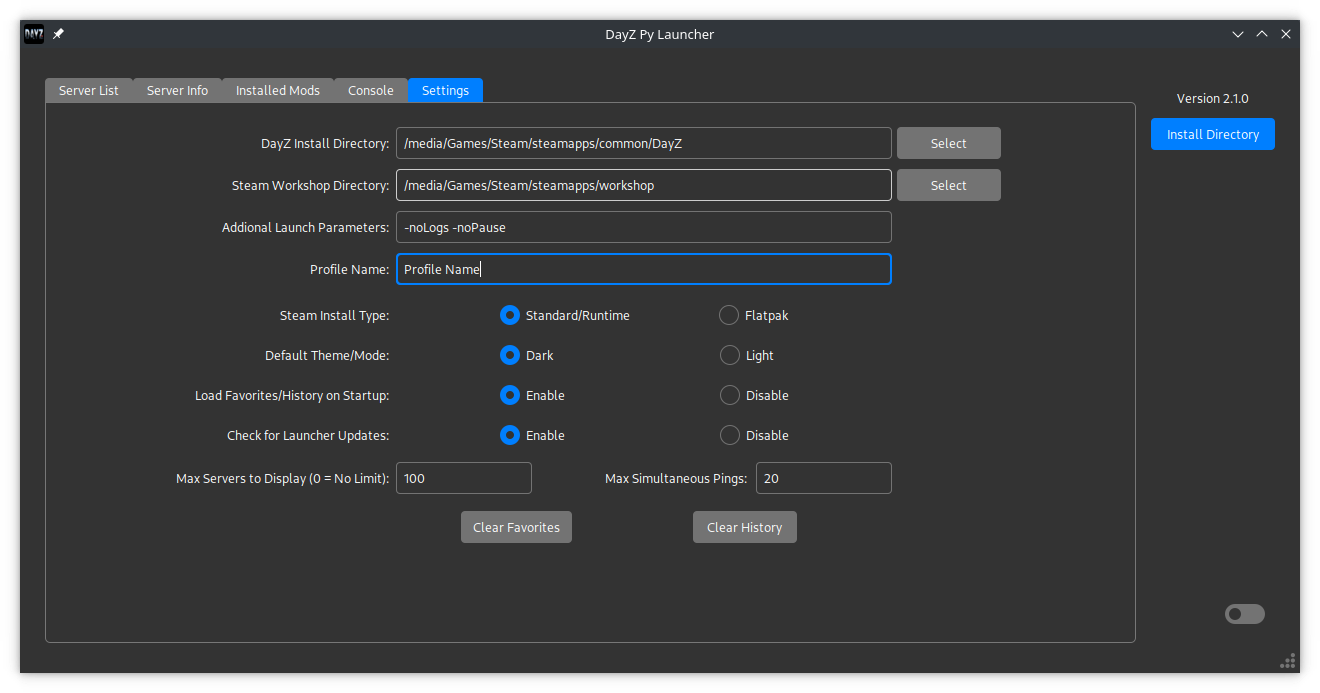 DAYZ
DayZ Py Launcher
Server List Server Info Installed Mods Console Settings
Version 2.1.0
Install Directory
DayZ Install Directory: /media/Games/Steam/steamapps/common/DayZ Select
Steam Workshop Directory: /media/Games/Steam/steamapps/workshop Select
Addional Launch Parameters: -noLogs -noPause
Profile Name: Profile Name
Steam Install Type: Standard/Runtime Flatpak
Default Theme/Mode: Dark Light
Load Favorites/History on Startup: Enable Disable
Check for Launcher Updates: Enable Disable
Max Servers to Display (0 = No Limit): 100 Max Simultaneous Pings: 20
Clear Favorites Clear History